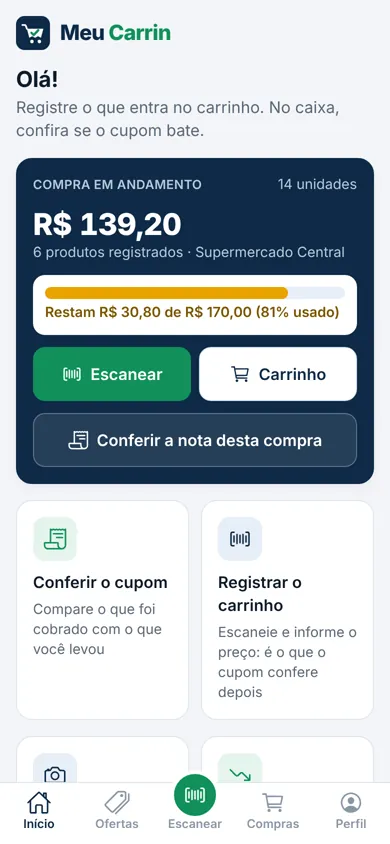 Meu Carrin
Olá!
Registre o que entra no carrinho. No caixa,
confira se o cupom bate.
COMPRA EM ANDAMENTO
14 unidades
R$ 139,20
6 produtos registrados · Supermercado Central
Restam R$ 30,80 de R$ 170,00 (81% usado)
Escanear
Carrinho
Conferir a nota desta compra
Conferir o cupom
Compare o que foi
cobrado com o que
você levou
Registrar o
carrinho
Escaneie e informe o
preço: é o que o
cupom confere
depois
Início
Ofertas
Escanear
Compras
Perfil